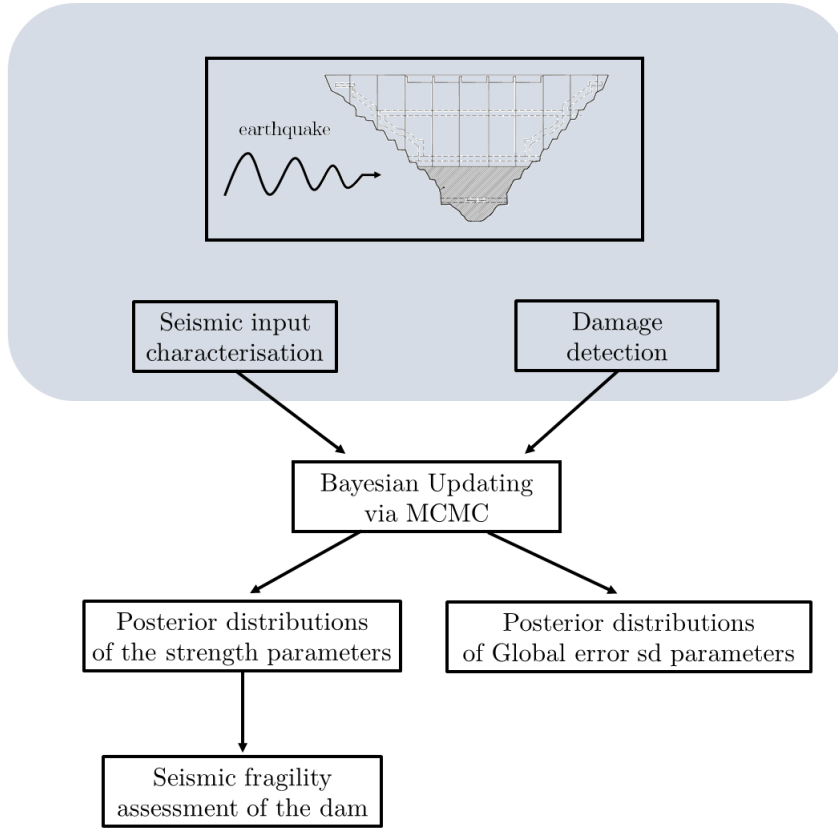 earthquake
Seismic input
characterisation
Damage
detection
Bayesian Updating
via MCMC
Posterior distributions
of the strength parameters
Posterior distributions
of Global error sd parameters
Seismic fragility
assessment of the dam